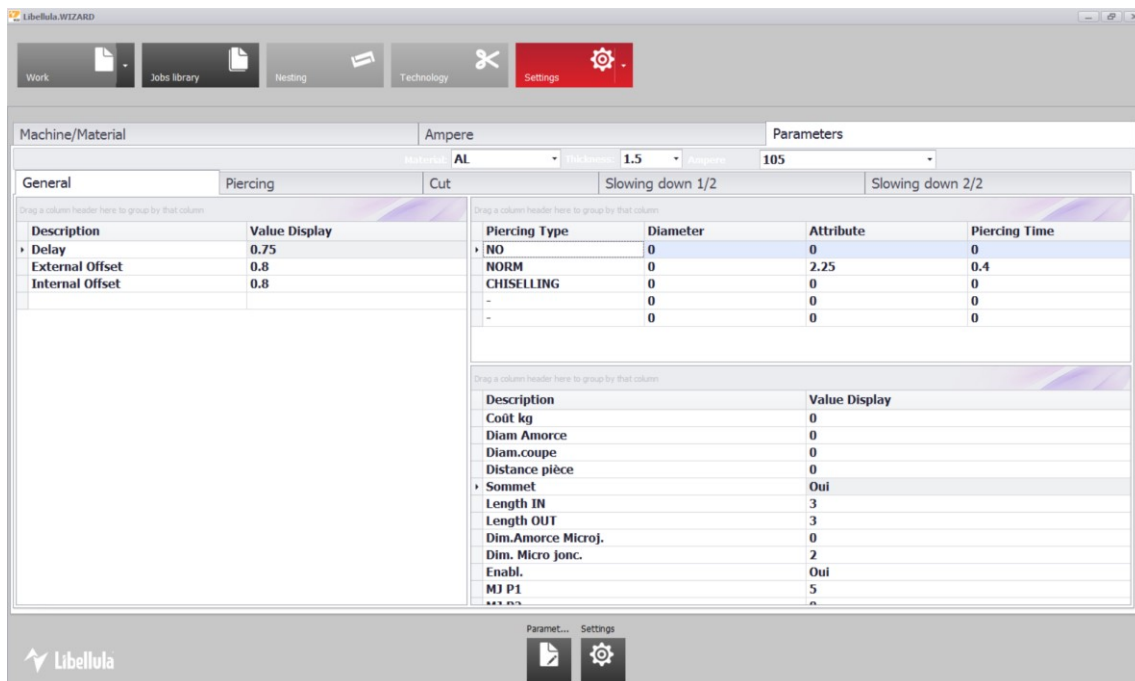 Libellula.WIZARD
Work
Jobs library
Nesting
Technology
Settings
Machine/Material Ampere Parameters
Material: AL Thickness: 1.5 Ampere 105
General Piercing Cut Slowing down 1/2 Slowing down 2/2
Drag a column header here to group by that column
Description Value Display
Delay 0.75
External Offset 0.8
Internal Offset 0.8
Drag a column header here to group by that column
Piercing Type Diameter Attribute Piercing Time
NO 0 0 0
NORM 0 2.25 0.4
CHISELLING 0 0 0
- 0 0 0
- 0 0 0
Drag a column header here to group by that column
Description Value Display
Coût kg 0
Diam Amorce 0
Diam.coupe 0
Distance pièce 0
Sommet Oui
Length IN 3
Length OUT 3
Dim.Amorce Microj. 0
Dim. Micro jonc. 2
Enabl. Oui
MJ P1 5
Paramet... Settings
Libellula